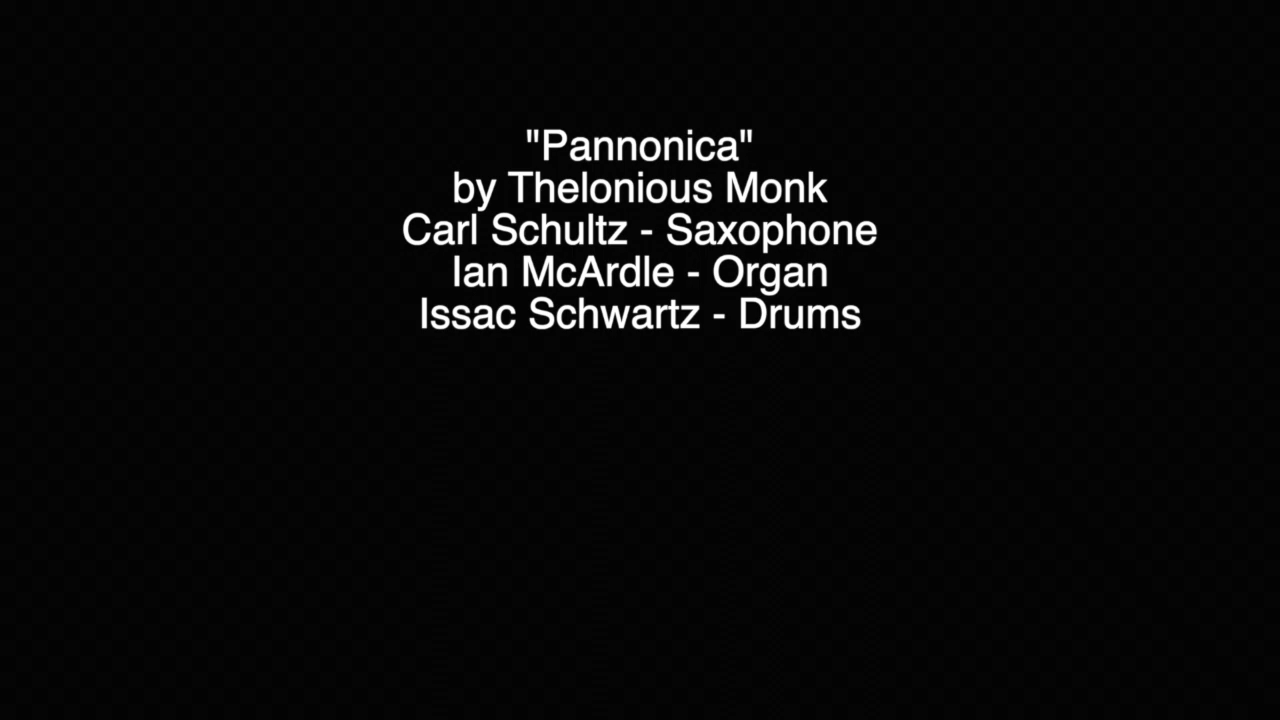 "Pannonica"
by Thelonious Monk
Carl Schultz - Saxophone
Ian McArdle - Organ
Issac Schwartz - Drums